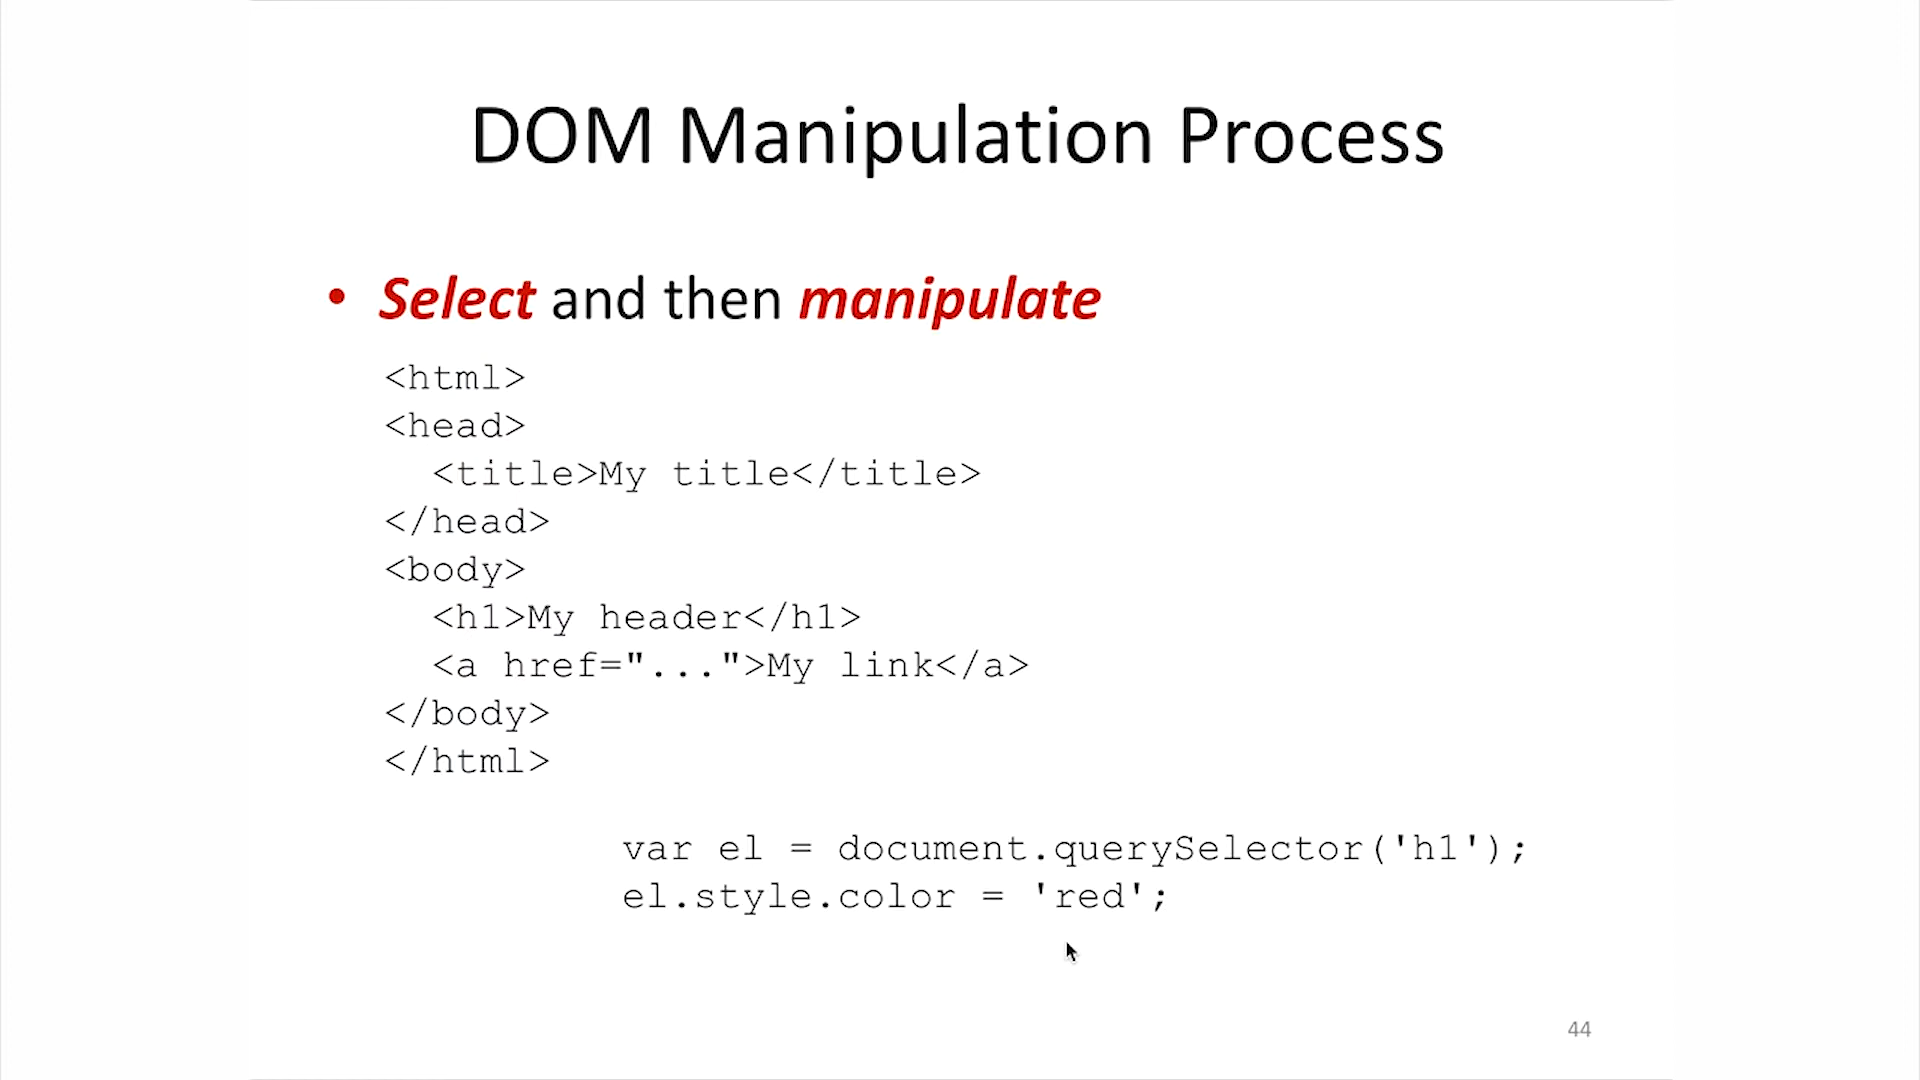 DOM Manipulation Process
• Select and then manipulate
<html>
<head>
  <title>My title</title>
</head>
<body>
  <h1>My header</h1>
  <a href="...">My link</a>
</body>
</html>
var el = document.querySelector('h1');
el.style.color = 'red';
44